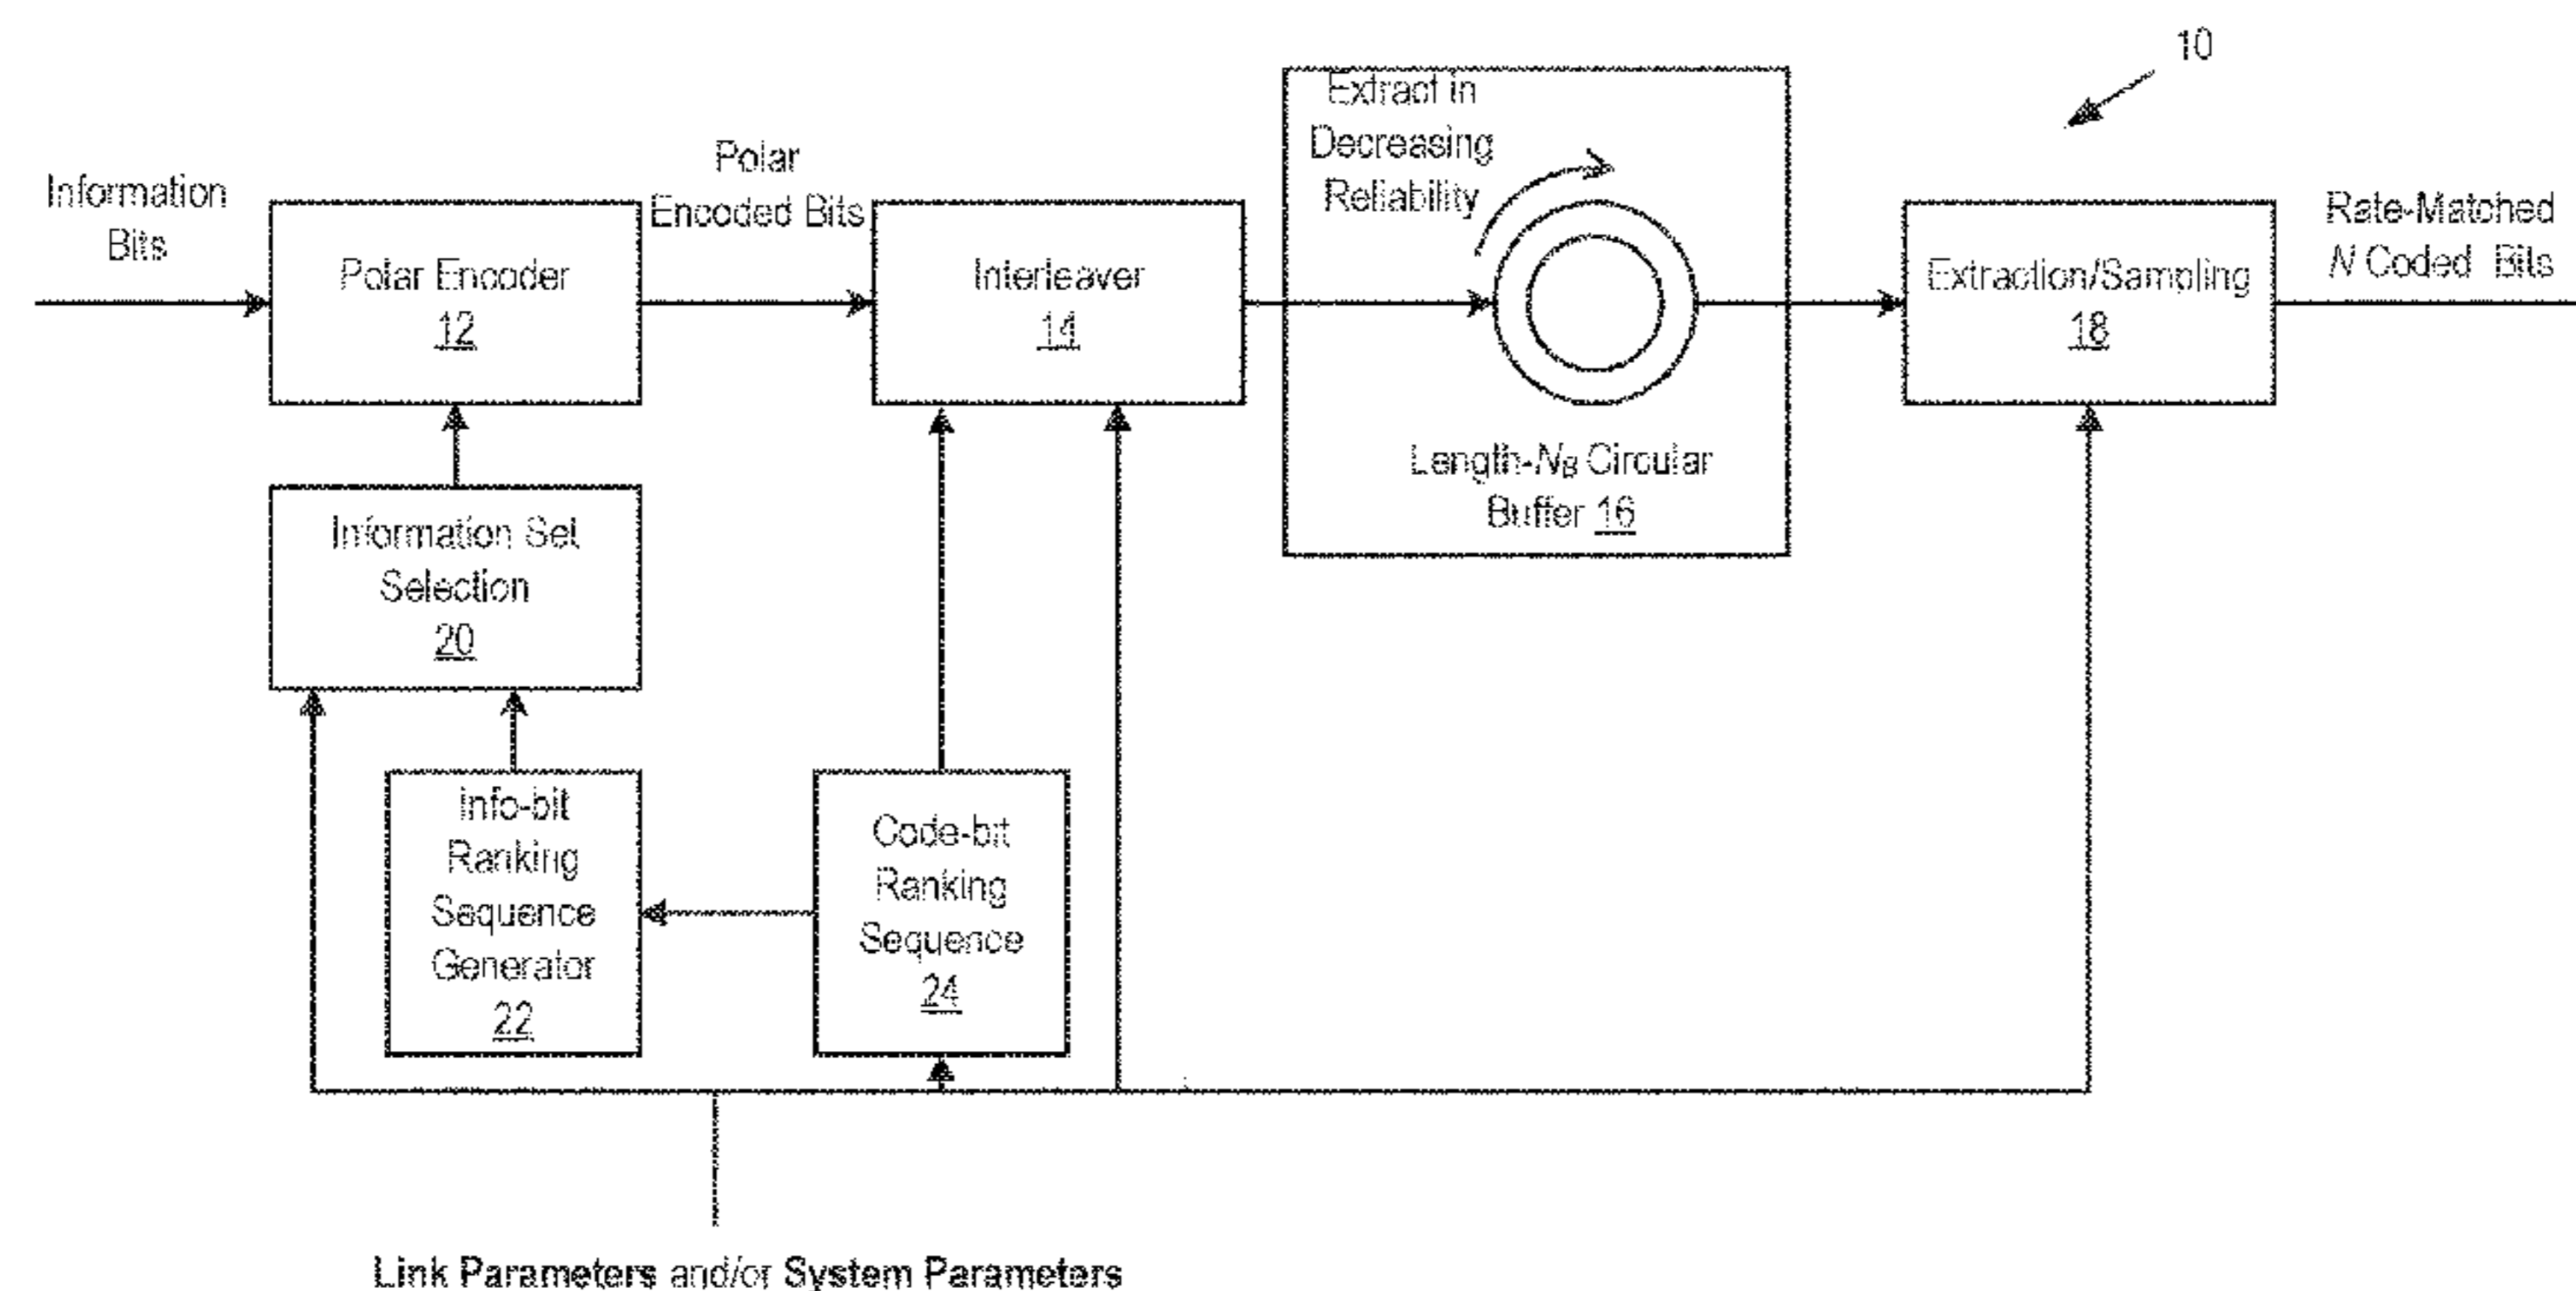 10
Information
Bits
Polar Encoder
12
Polar
Encoded Bits
Interleaver
14
Extract in
Decreasing
Reliability
Length-NB Circular
Buffer 16
Extraction/Sampling
18
Rate-Matched
N Coded Bits
Information Set
Selection
20
Info-bit
Ranking
Sequence
Generator
22
Code-bit
Ranking
Sequence
24
Link Parameters and/or System Parameters